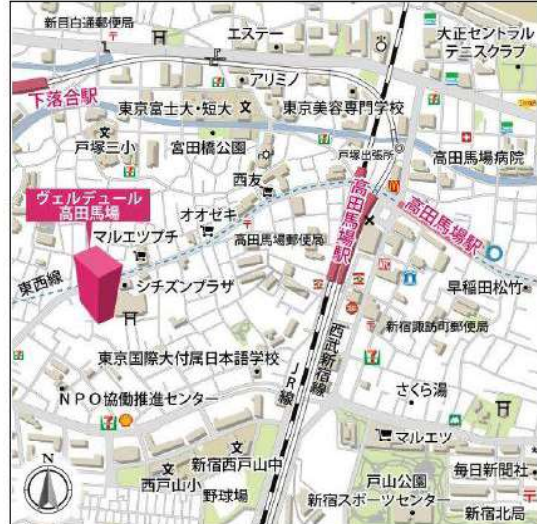 新目白通郵便局
エステー
大正セントラル
テニスクラブ
アリミノ
下落合駅
東京富士大・短大
東京美容専門学校
戸塚三小
宮田橋公園
戸塚出張所
高田馬場病院
西友
ヴェルデュール
高田馬場
オオゼキ
高田馬場駅
高田馬場駅
マルエツプチ
高田馬場郵便局
東西線
シチズンプラザ
早稲田松竹
新宿諏訪町郵便局
西武新宿線
東京国際大付属日本語学校
JR線
さくら湯
NPO協働推進センター
マルエツ
N
新宿西戸山中
西戸山小
野球場
戸山公園
新宿スポーツセンター
毎日新聞社
新宿北局